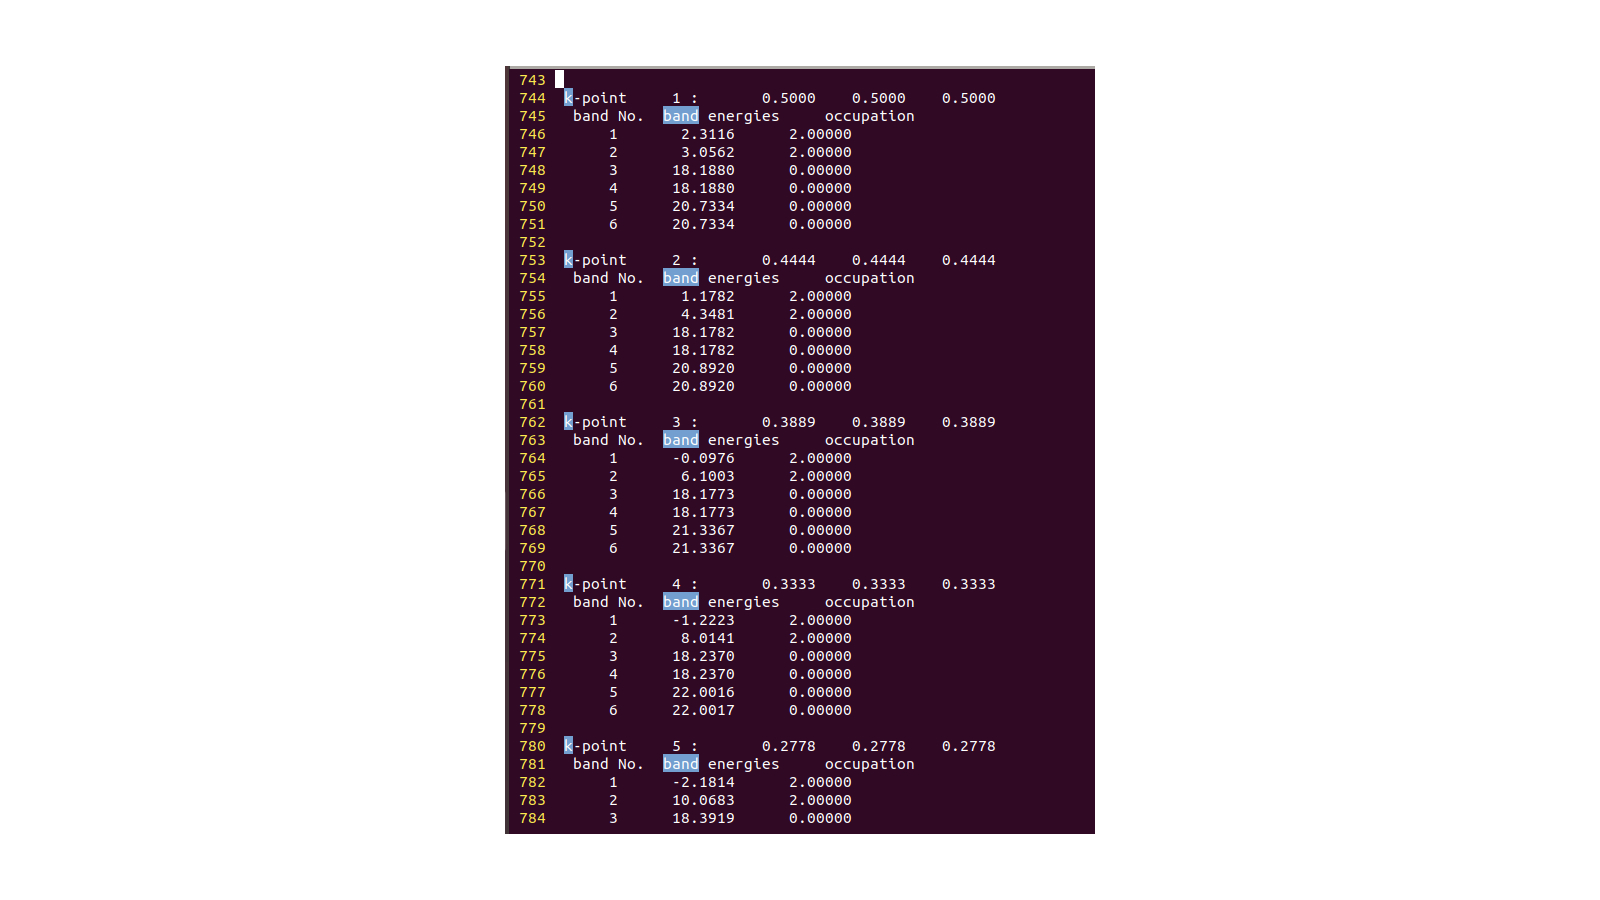 743
744 k-point 1 : 0.5000 0.5000 0.5000
745 band No. band energies occupation
746 1 2.3116 2.00000
747 2 3.0562 2.00000
748 3 18.1880 0.00000
749 4 18.1880 0.00000
750 5 20.7334 0.00000
751 6 20.7334 0.00000
752
753 k-point 2 : 0.4444 0.4444 0.4444
754 band No. band energies occupation
755 1 1.1782 2.00000
756 2 4.3481 2.00000
757 3 18.1782 0.00000
758 4 18.1782 0.00000
759 5 20.8920 0.00000
760 6 20.8920 0.00000
761
762 k-point 3 : 0.3889 0.3889 0.3889
763 band No. band energies occupation
764 1 -0.0976 2.00000
765 2 6.1003 2.00000
766 3 18.1773 0.00000
767 4 18.1773 0.00000
768 5 21.3367 0.00000
769 6 21.3367 0.00000
770
771 k-point 4 : 0.3333 0.3333 0.3333
772 band No. band energies occupation
773 1 -1.2223 2.00000
774 2 8.0141 2.00000
775 3 18.2370 0.00000
776 4 18.2370 0.00000
777 5 22.0016 0.00000
778 6 22.0017 0.00000
779
780 k-point 5 : 0.2778 0.2778 0.2778
781 band No. band energies occupation
782 1 -2.1814 2.00000
783 2 10.0683 2.00000
784 3 18.3919 0.00000